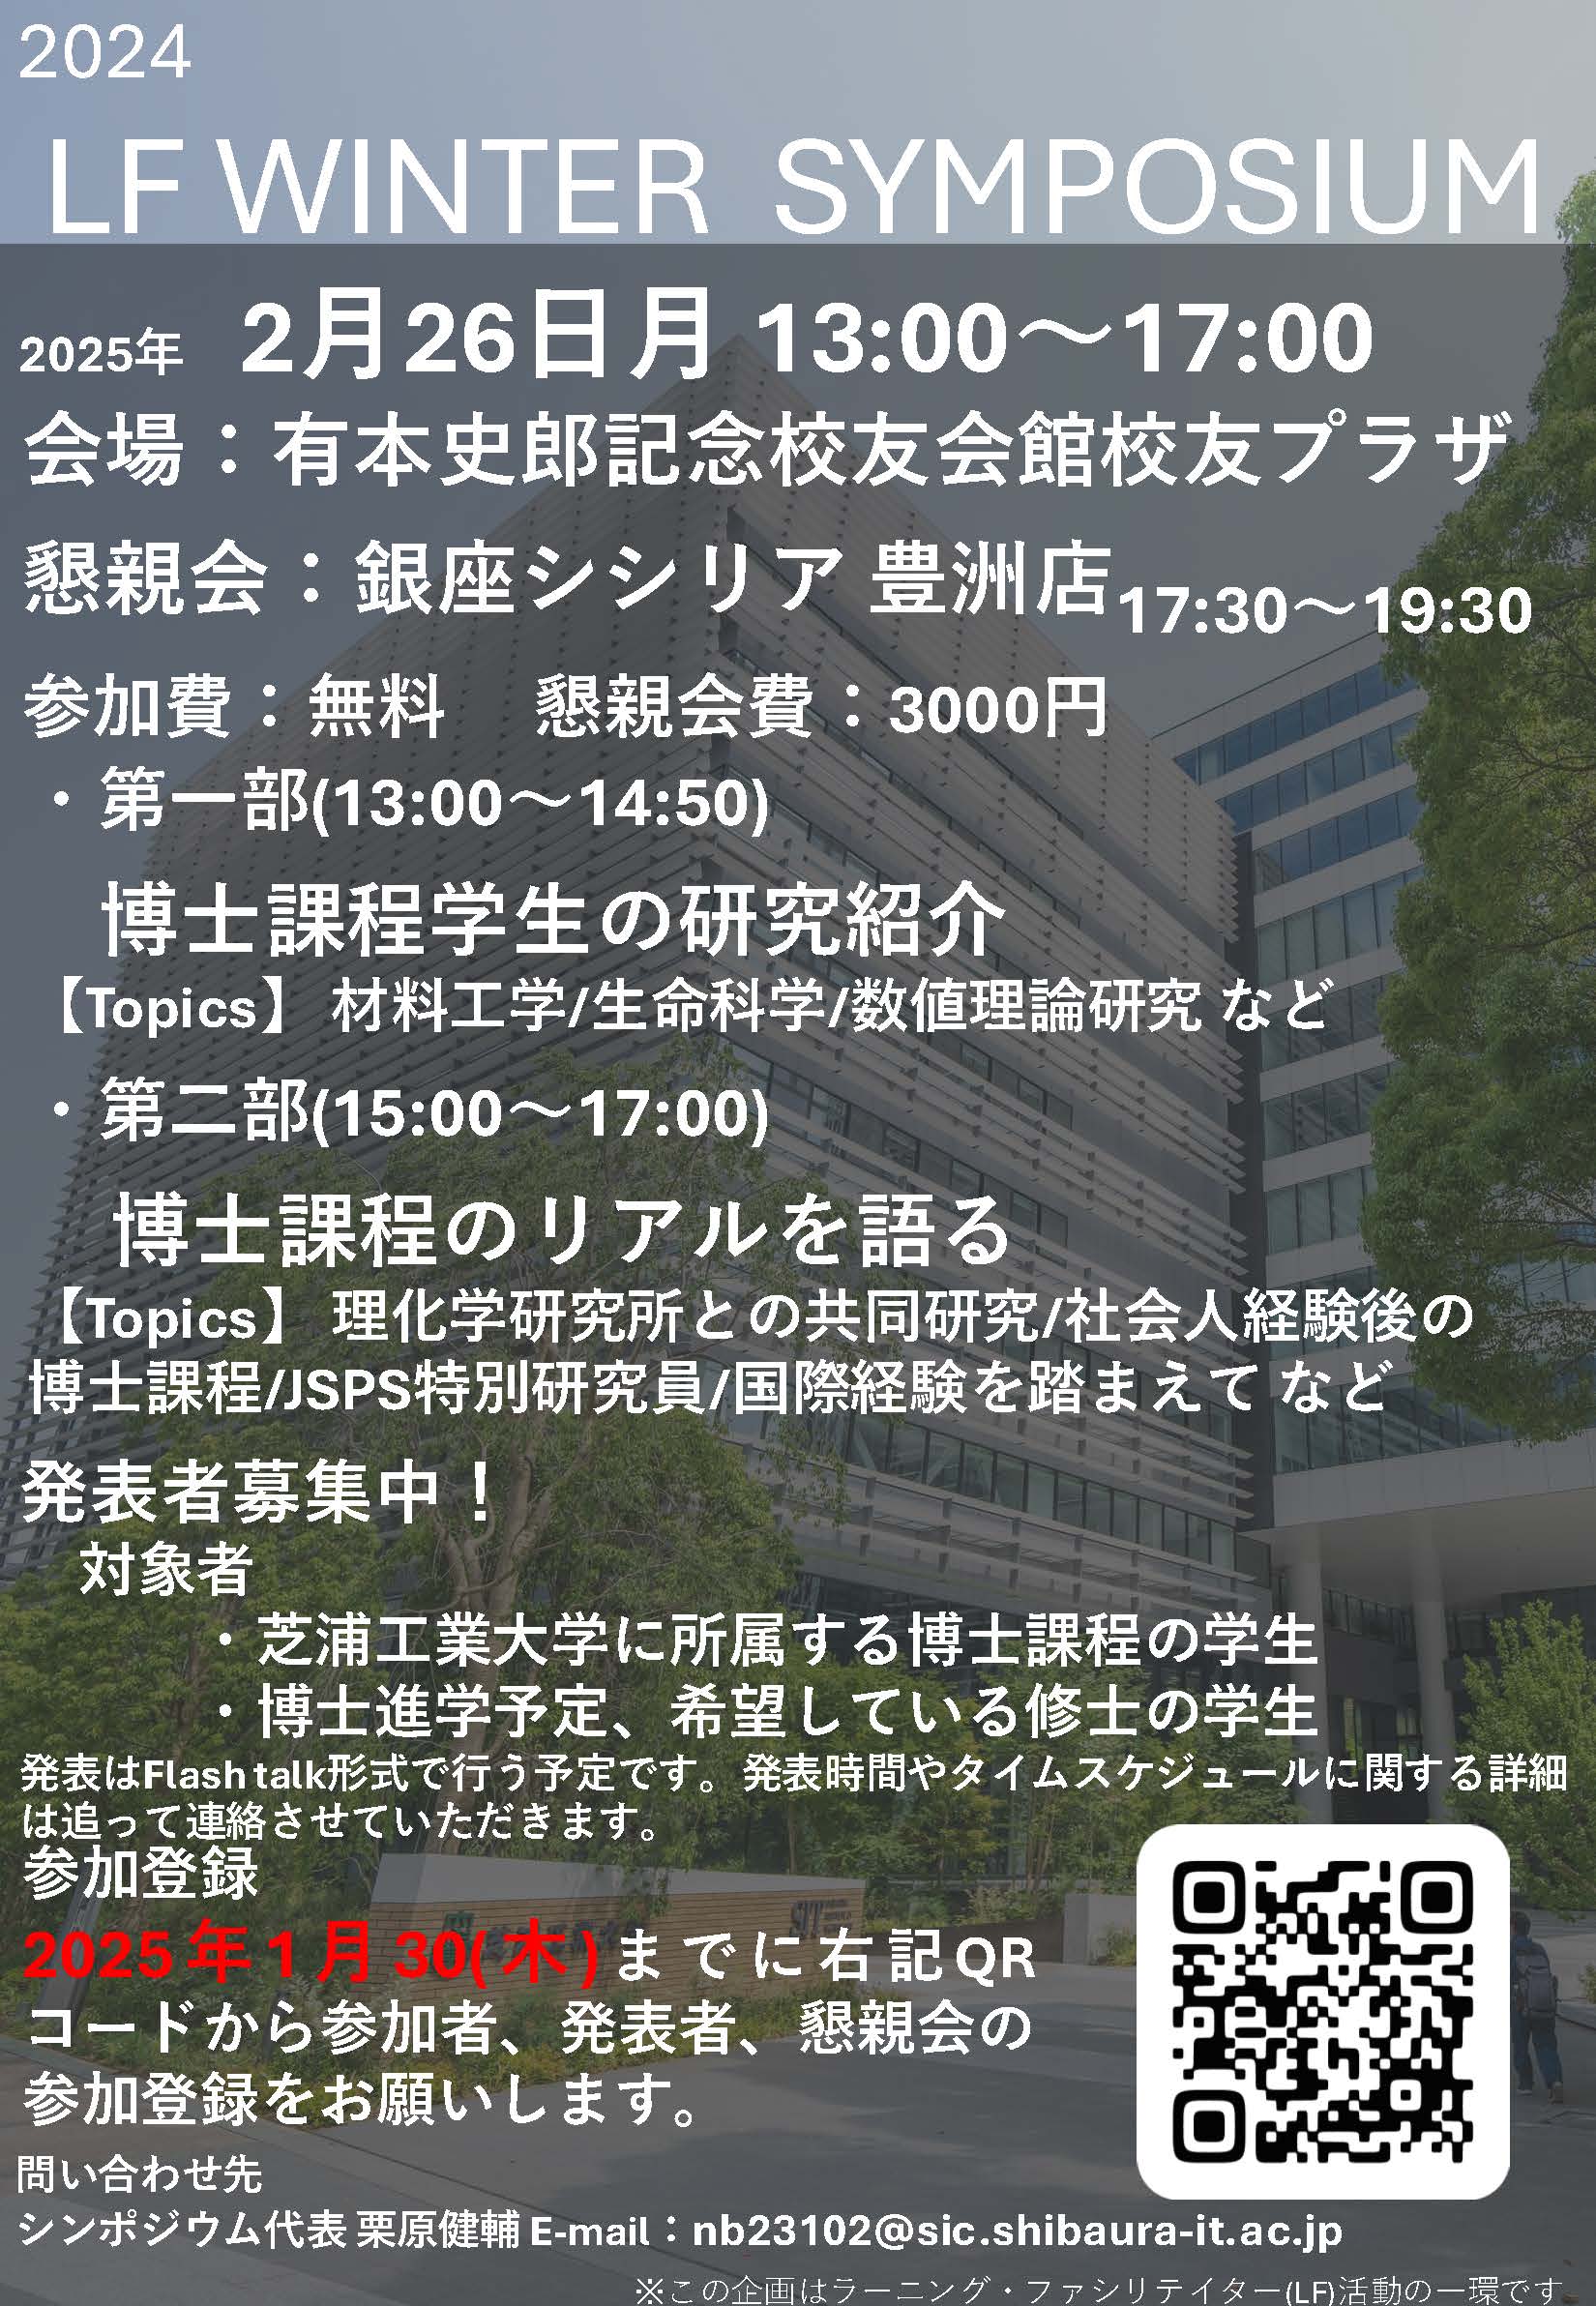 2024
LF WINTER SYMPOSIUM
2025年 2月26日月 13:00～17:00
会場：有本史郎記念校友会館校友プラザ
懇親会：銀座シシリア 豊洲店17:30～19:30
参加費：無料 懇親会費：3000円
・第一部(13:00～14:50)
博士課程学生の研究紹介
【Topics】 材料工学/生命科学/数値理論研究 など
・第二部(15:00～17:00)
博士課程のリアルを語る
【Topics】 理化学研究所との共同研究/社会人経験後の
博士課程/JSPS特別研究員/国際経験を踏まえて など
発表者募集中！
対象者
・芝浦工業大学に所属する博士課程の学生
・博士進学予定、希望している修士の学生
発表はFlash talk形式で行う予定です。発表時間やタイムスケジュールに関する詳細
は追って連絡させていただきます。
参加登録
2025年1月30(木)までに右記QR
コードから参加者、発表者、懇親会の
参加登録をお願いします。
問い合わせ先
シンポジウム代表 栗原健輔 E-mail：nb23102@sic.shibaura-it.ac.jp
※この企画はラーニング・ファシリテイター(LF)活動の一環です